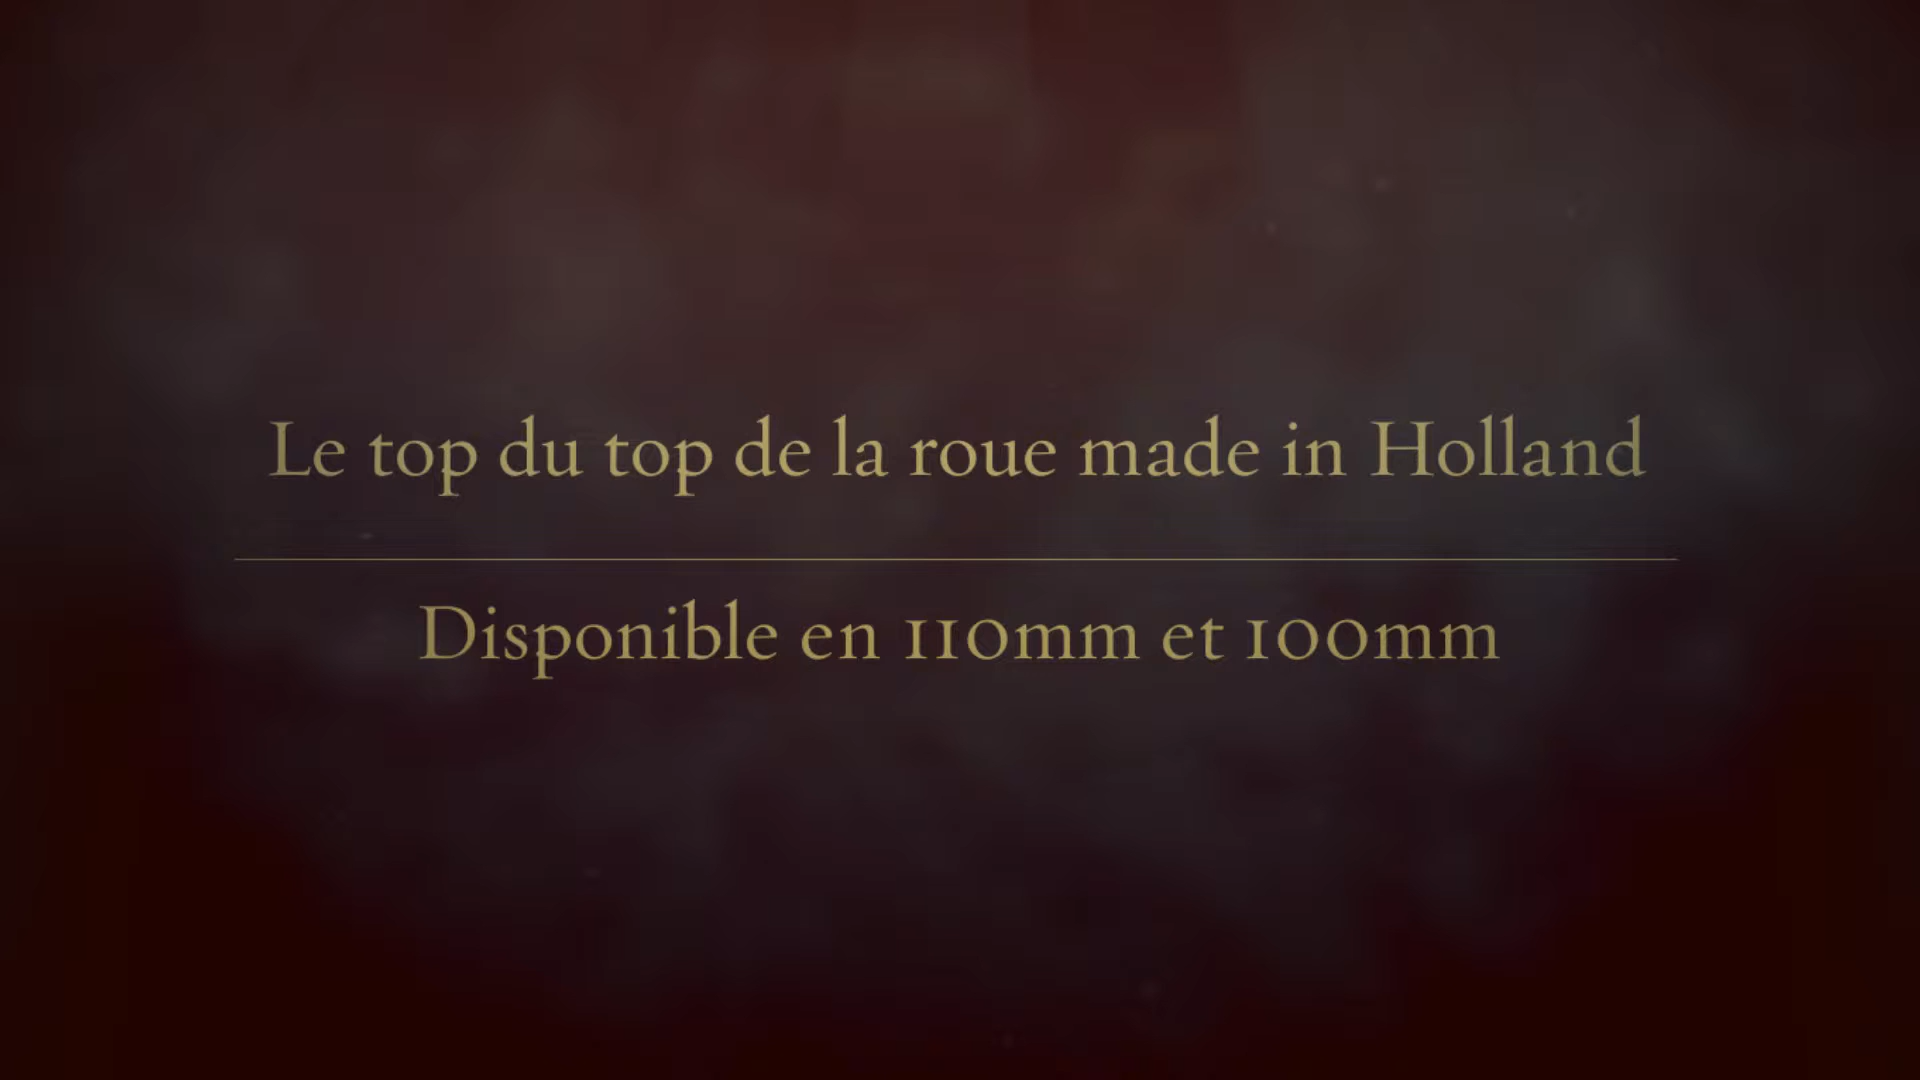 Le top du top de la roue made in Holland
Disponible en 110mm et 100mm